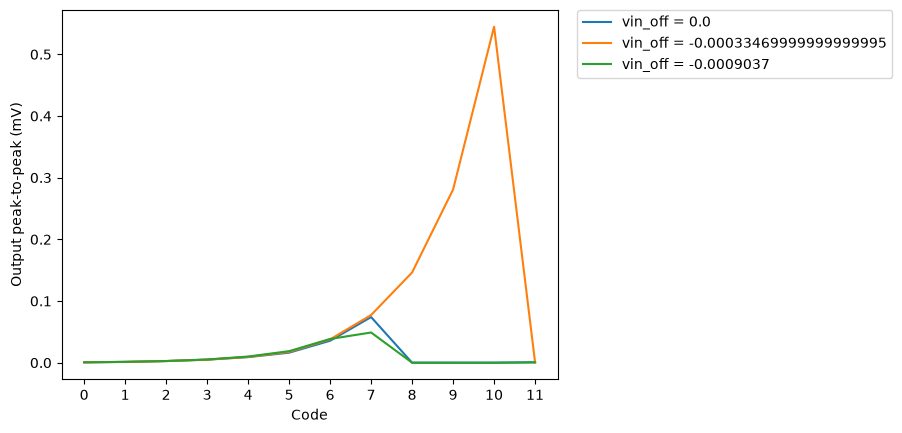 vin_off = 0.0
vin_off = -0.00033469999999999995
vin_off = -0.0009037
Output peak-to-peak (mV)
0.5
0.4
0.3
0.2
0.1
0.0
0 1 2 3 4 5 6 7 8 9 10 11
Code